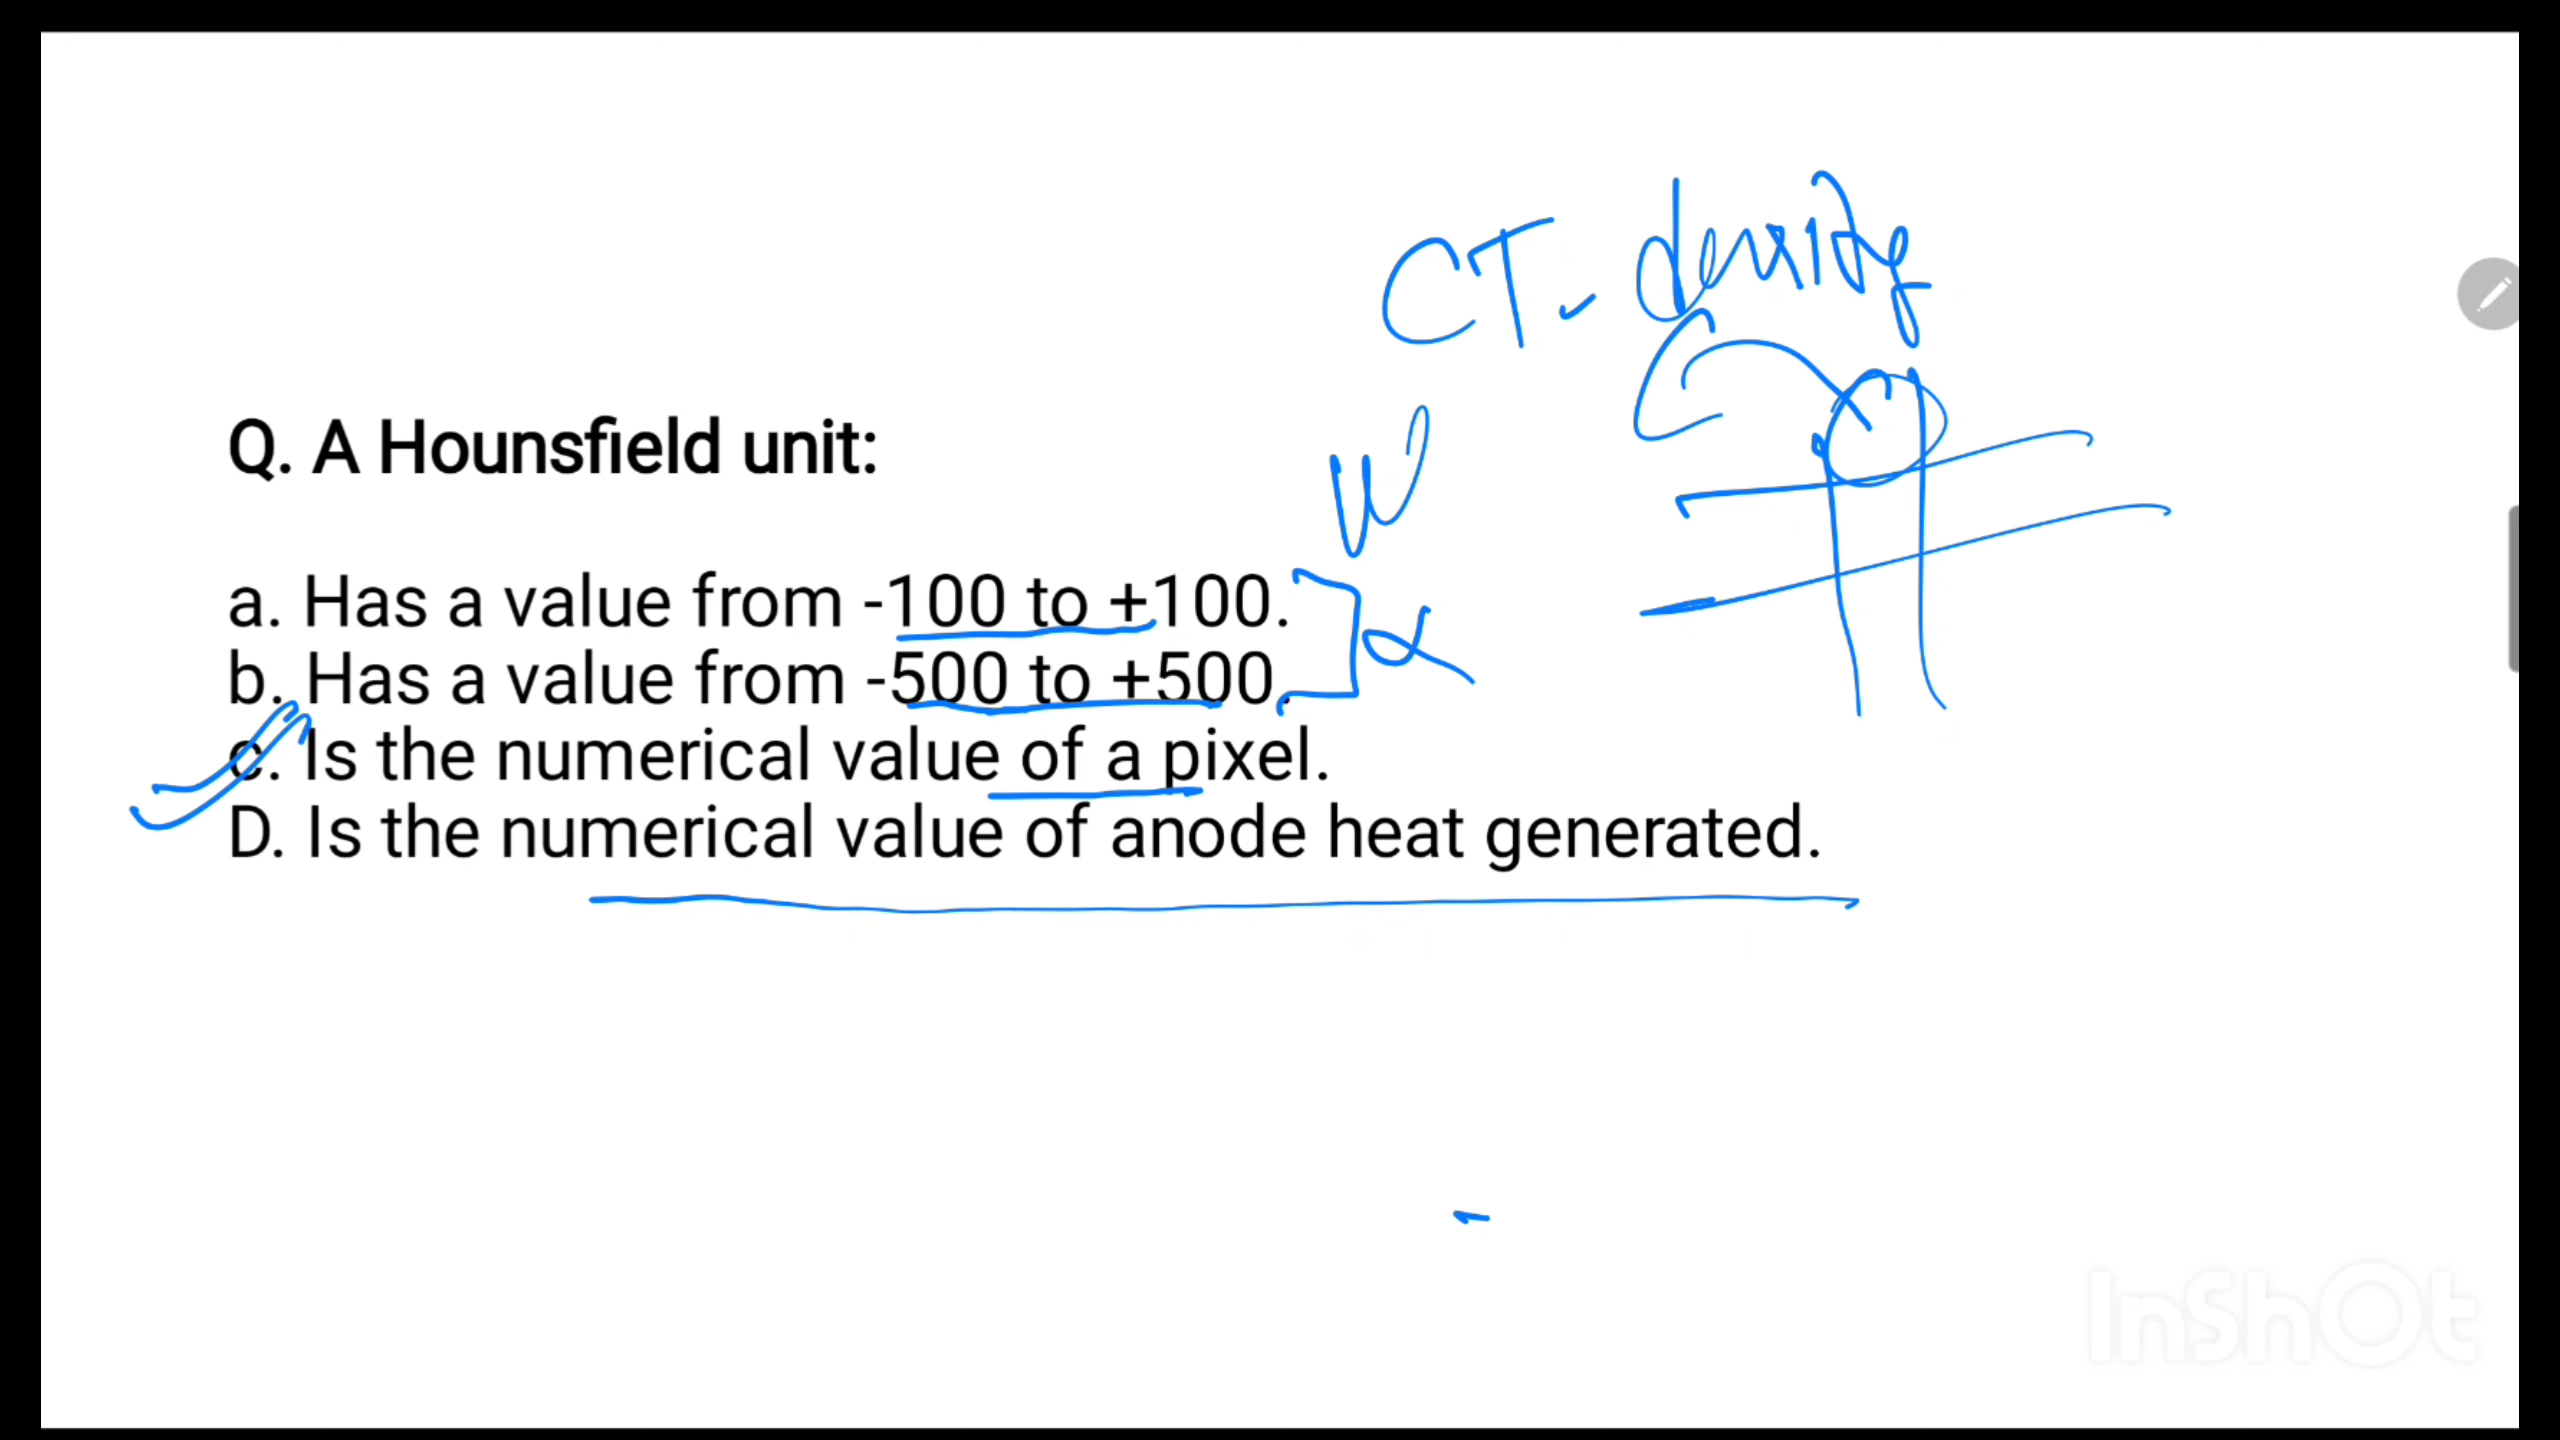 CT - density
Q. A Hounsfield unit:
a. Has a value from -100 to +100.
b. Has a value from -500 to +500.
c. Is the numerical value of a pixel.
D. Is the numerical value of anode heat generated.
InShOt